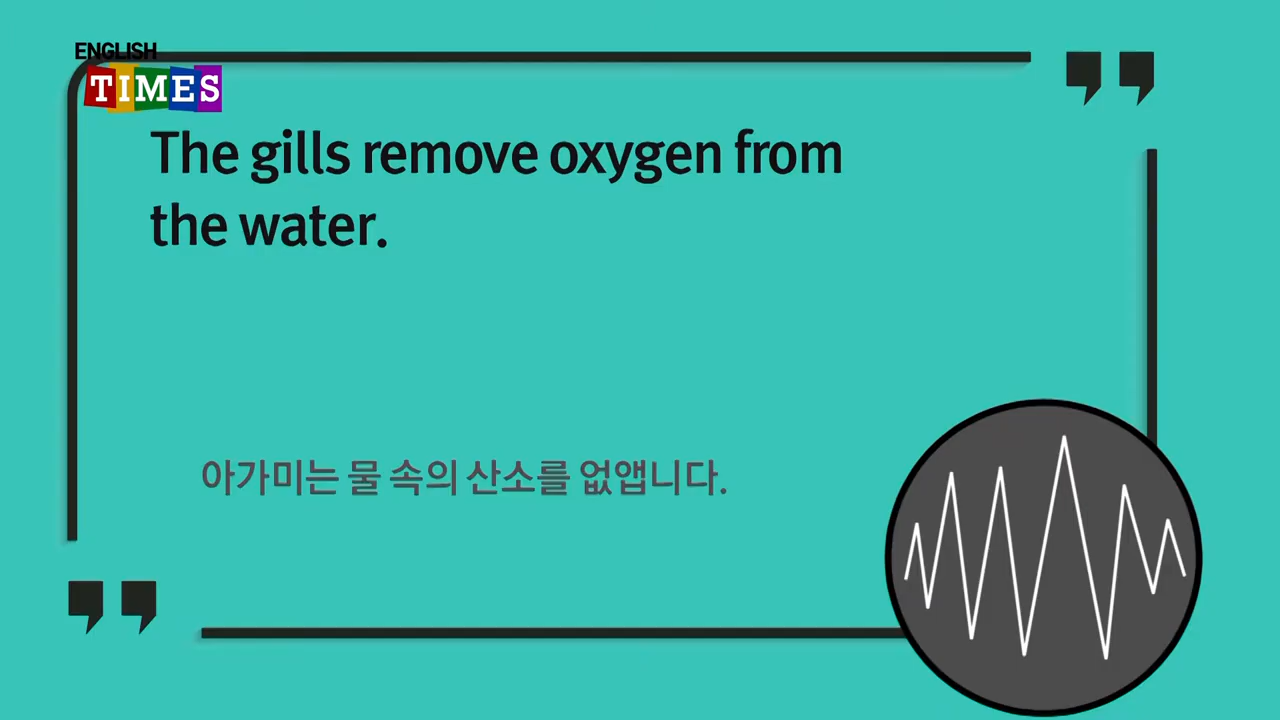 ENGLISH
TIMES
The gills remove oxygen from
the water.
아가미는 물 속의 산소를 없앱니다.